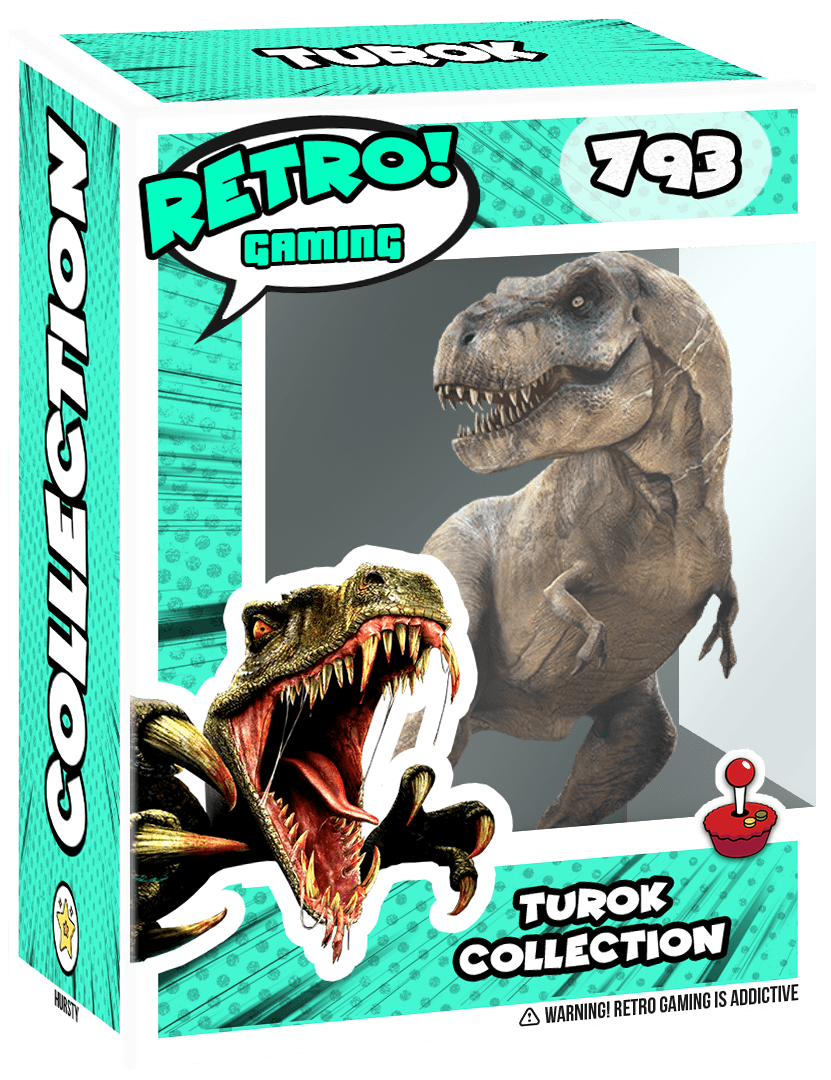 TUROK
RETRO!
GAMING
793
COLLECTION
TUROK
COLLECTION
HURSTY
⚠ WARNING! RETRO GAMING IS ADDICTIVE